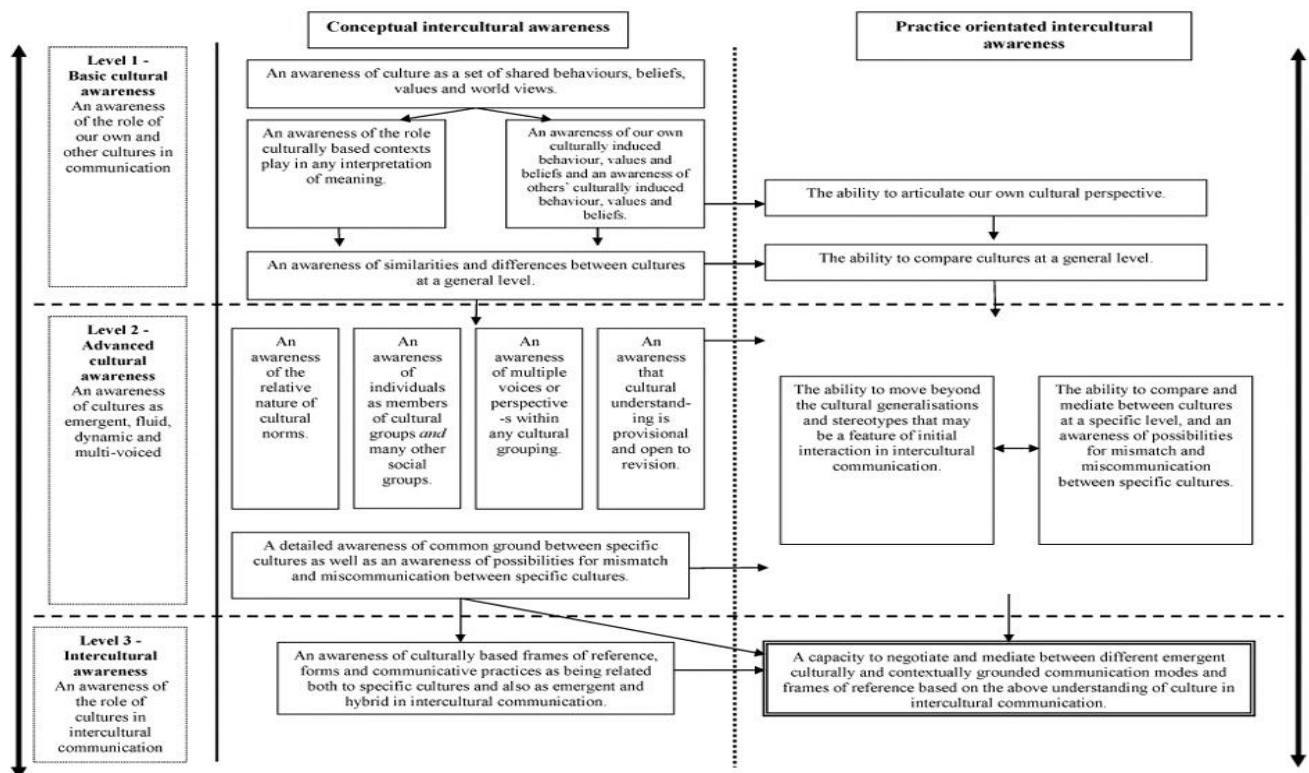 Conceptual intercultural awareness
Practice orientated intercultural
awareness
Level 1 -
Basic cultural
awareness
An awareness
of the role of
our own and
other cultures in
communication
An awareness of culture as a set of shared behaviours, beliefs,
values and world views.
An awareness of the role
culturally based contexts
play in any interpretation
of meaning.
An awareness of our own
culturally induced
behaviour, values and
beliefs and an awareness of
others' culturally induced
behaviour, values and
beliefs.
The ability to articulate our own cultural perspective.
An awareness of similarities and differences between cultures
at a general level.
The ability to compare cultures at a general level.
Level 2 -
Advanced
cultural
awareness
An awareness
of cultures as
emergent, fluid,
dynamic and
multi-voiced
An
awareness
of the
relative
nature of
cultural
norms.
An
awareness
of
individuals
as members
of cultural
groups and
many other
social
groups.
An
awareness
of multiple
voices or
perspective
-s within
any cultural
grouping.
An
awareness
that
cultural
understand-
ing is
provisional
and open to
revision.
The ability to move beyond
the cultural generalisations
and stereotypes that may
be a feature of initial
interaction in intercultural
communication.
The ability to compare and
mediate between cultures
at a specific level, and an
awareness of possibilities
for mismatch and
miscommunication
between specific cultures.
A detailed awareness of common ground between specific
cultures as well as an awareness of possibilities for mismatch
and miscommunication between specific cultures.
Level 3 -
Intercultural
awareness
An awareness of
the role of
cultures in
intercultural
communication
An awareness of culturally based frames of reference,
forms and communicative practices as being related
both to specific cultures and also as emergent and
hybrid in intercultural communication.
A capacity to negotiate and mediate between different emergent
culturally and contextually grounded communication modes and
frames of reference based on the above understanding of culture in
intercultural communication.